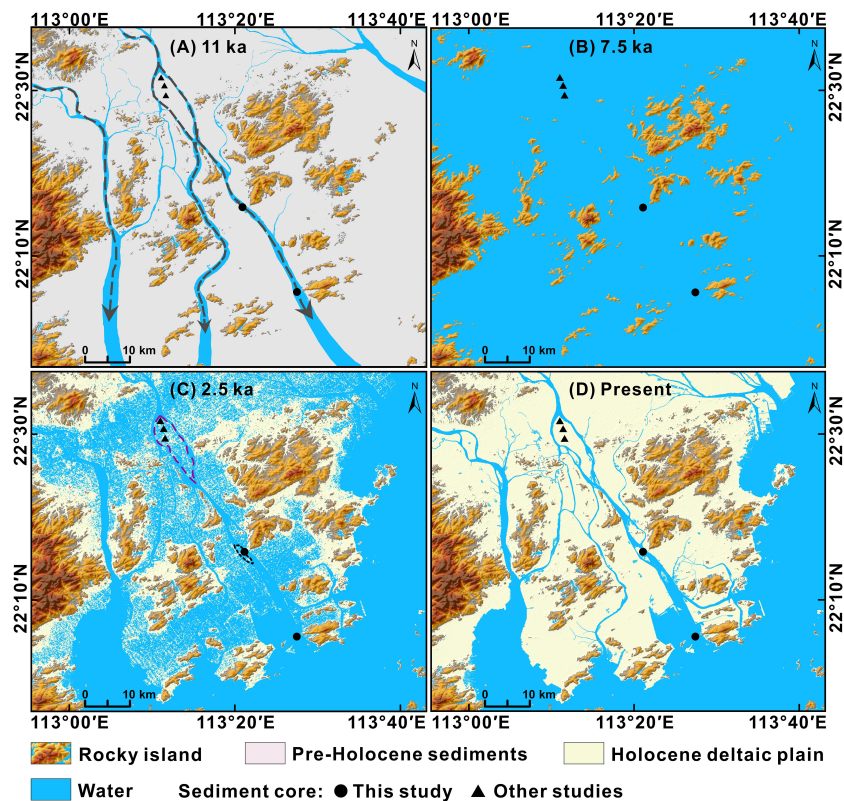 113°00′E 113°20′E 113°40′E 113°00′E 113°20′E 113°40′E
(A) 11 ka
N
22°30′N
22°10′N
0 10 km
(B) 7.5 ka
N
22°30′N
22°10′N
0 10 km
(C) 2.5 ka
N
22°30′N
22°10′N
0 10 km
(D) Present
N
22°30′N
22°10′N
0 10 km
113°00′E 113°20′E 113°40′E 113°00′E 113°20′E 113°40′E
Rocky island Pre-Holocene sediments Holocene deltaic plain
Water Sediment core: This study Other studies